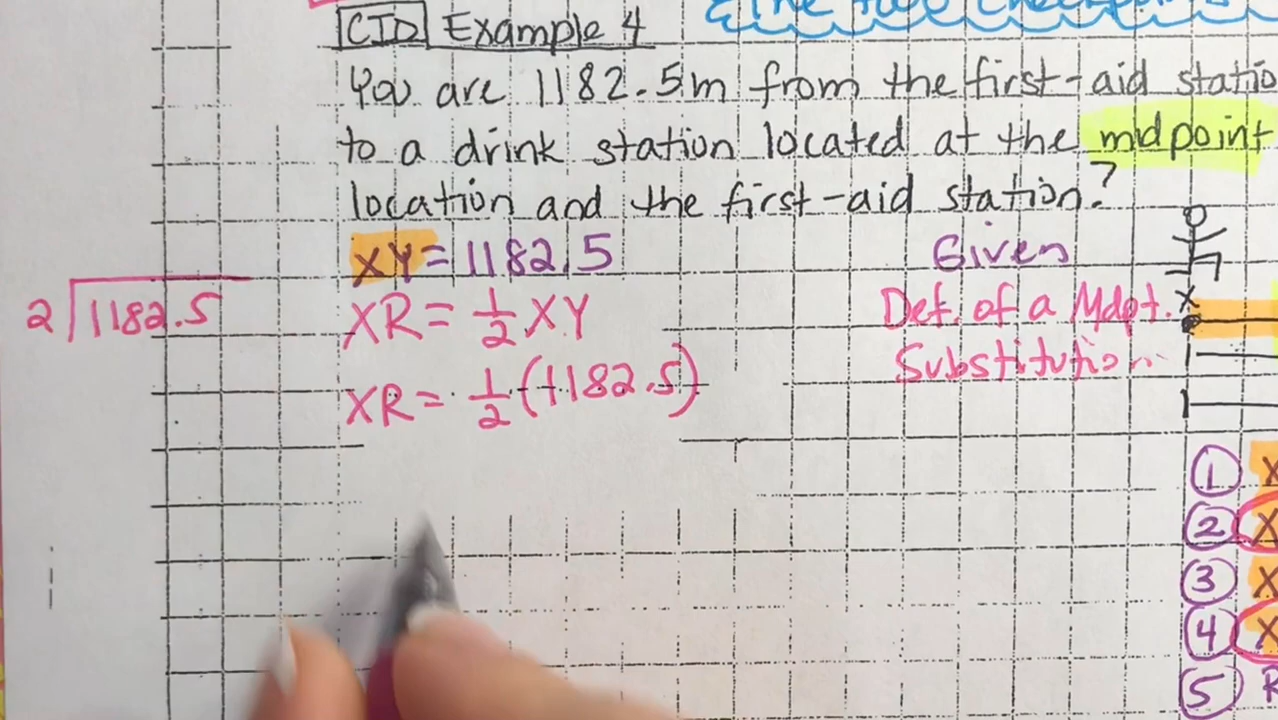 CID Example 4
You are 1182.5m from the first-aid
to a drink station located at the midpoint
location and the first-aid station?
XY = 1182.5 Given
2 1182.5
XR = 1/2 XY Def. of a Mdpt. X
XR = 1/2 (1182.5) Substitution
1 X
2 X
3 X
4 X
5